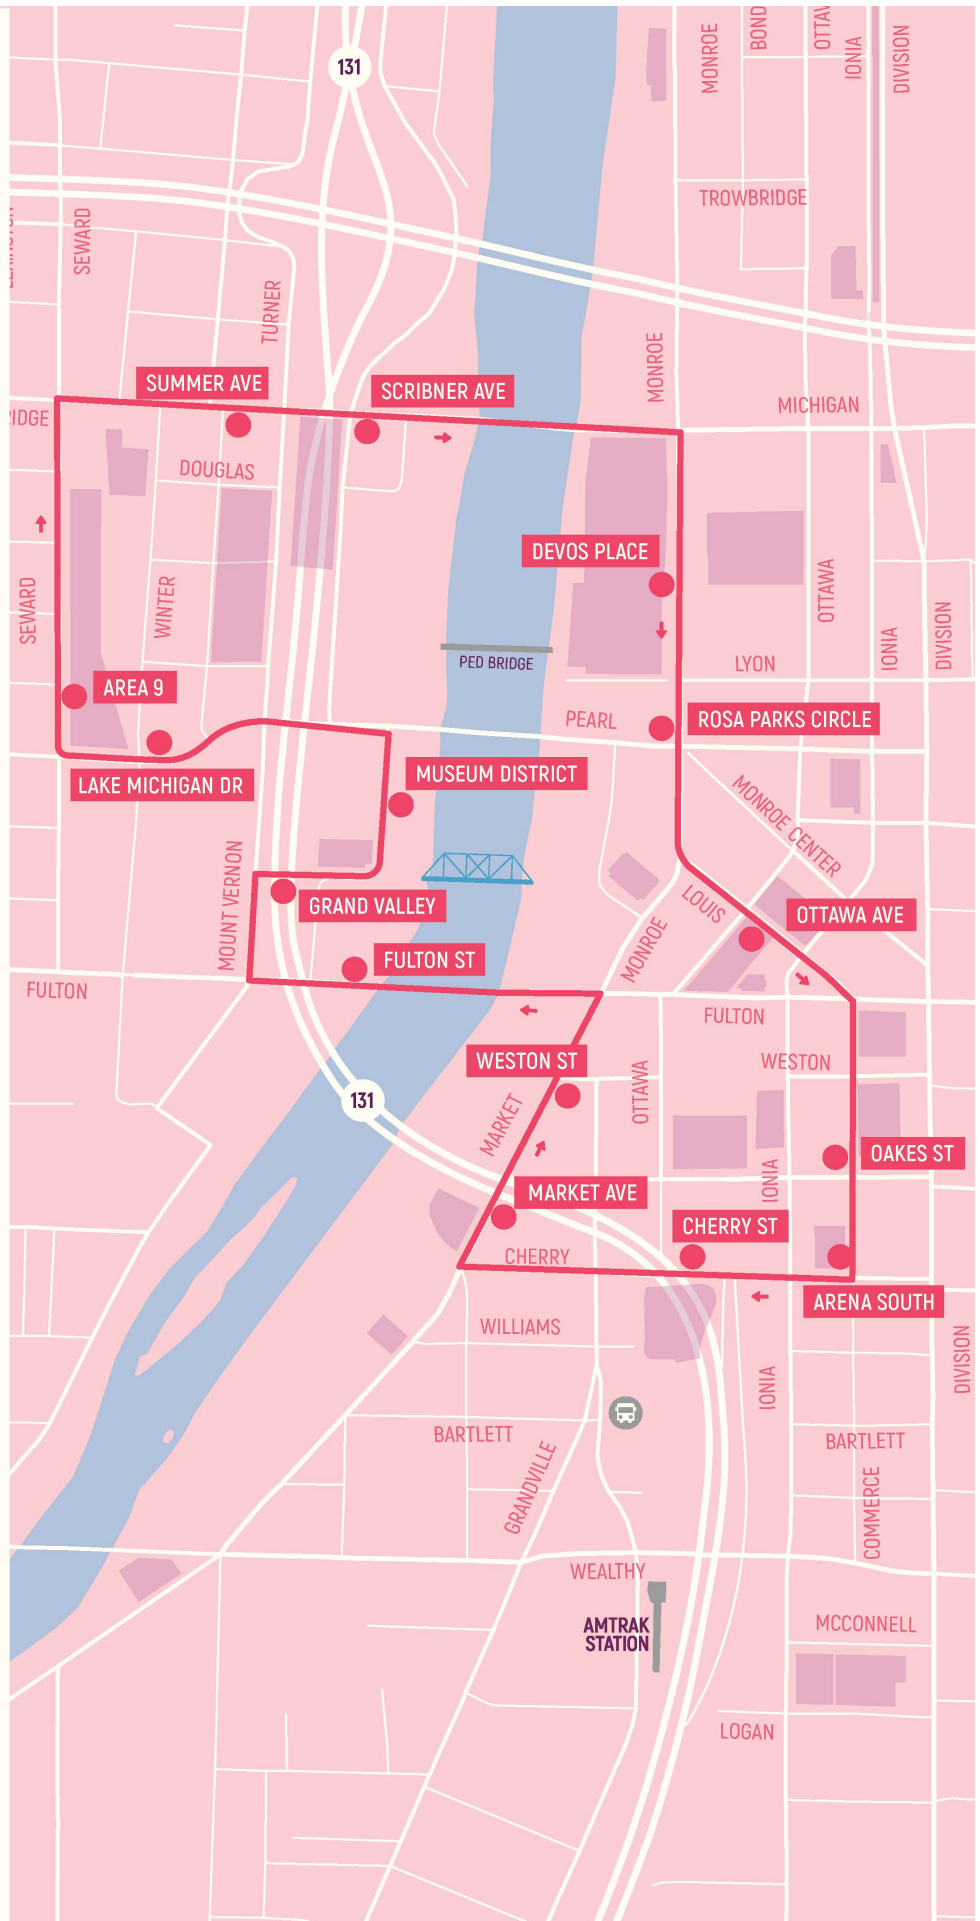 131
MONROE
BOND
OTTAV
IONIA
DIVISION
TROWBRIDGE
SEWARD
TURNER
MONROE
SUMMER AVE
SCRIBNER AVE
MICHIGAN
RIDGE
DOUGLAS
DEVOS PLACE
SEWARD
WINTER
OTTAWA
IONIA
DIVISION
PED BRIDGE
LYON
AREA 9
PEARL
ROSA PARKS CIRCLE
LAKE MICHIGAN DR
MUSEUM DISTRICT
MONROE CENTER
MOUNT VERNON
GRAND VALLEY
LOUIS
OTTAWA AVE
MONROE
FULTON ST
FULTON
FULTON
WESTON ST
WESTON
OTTAWA
131
MARKET
OAKES ST
IONIA
MARKET AVE
CHERRY ST
CHERRY
ARENA SOUTH
WILLIAMS
DIVISION
IONIA
BARTLETT
BARTLETT
GRANDVILLE
COMMERCE
WEALTHY
AMTRAK
STATION
MCCONNELL
LOGAN